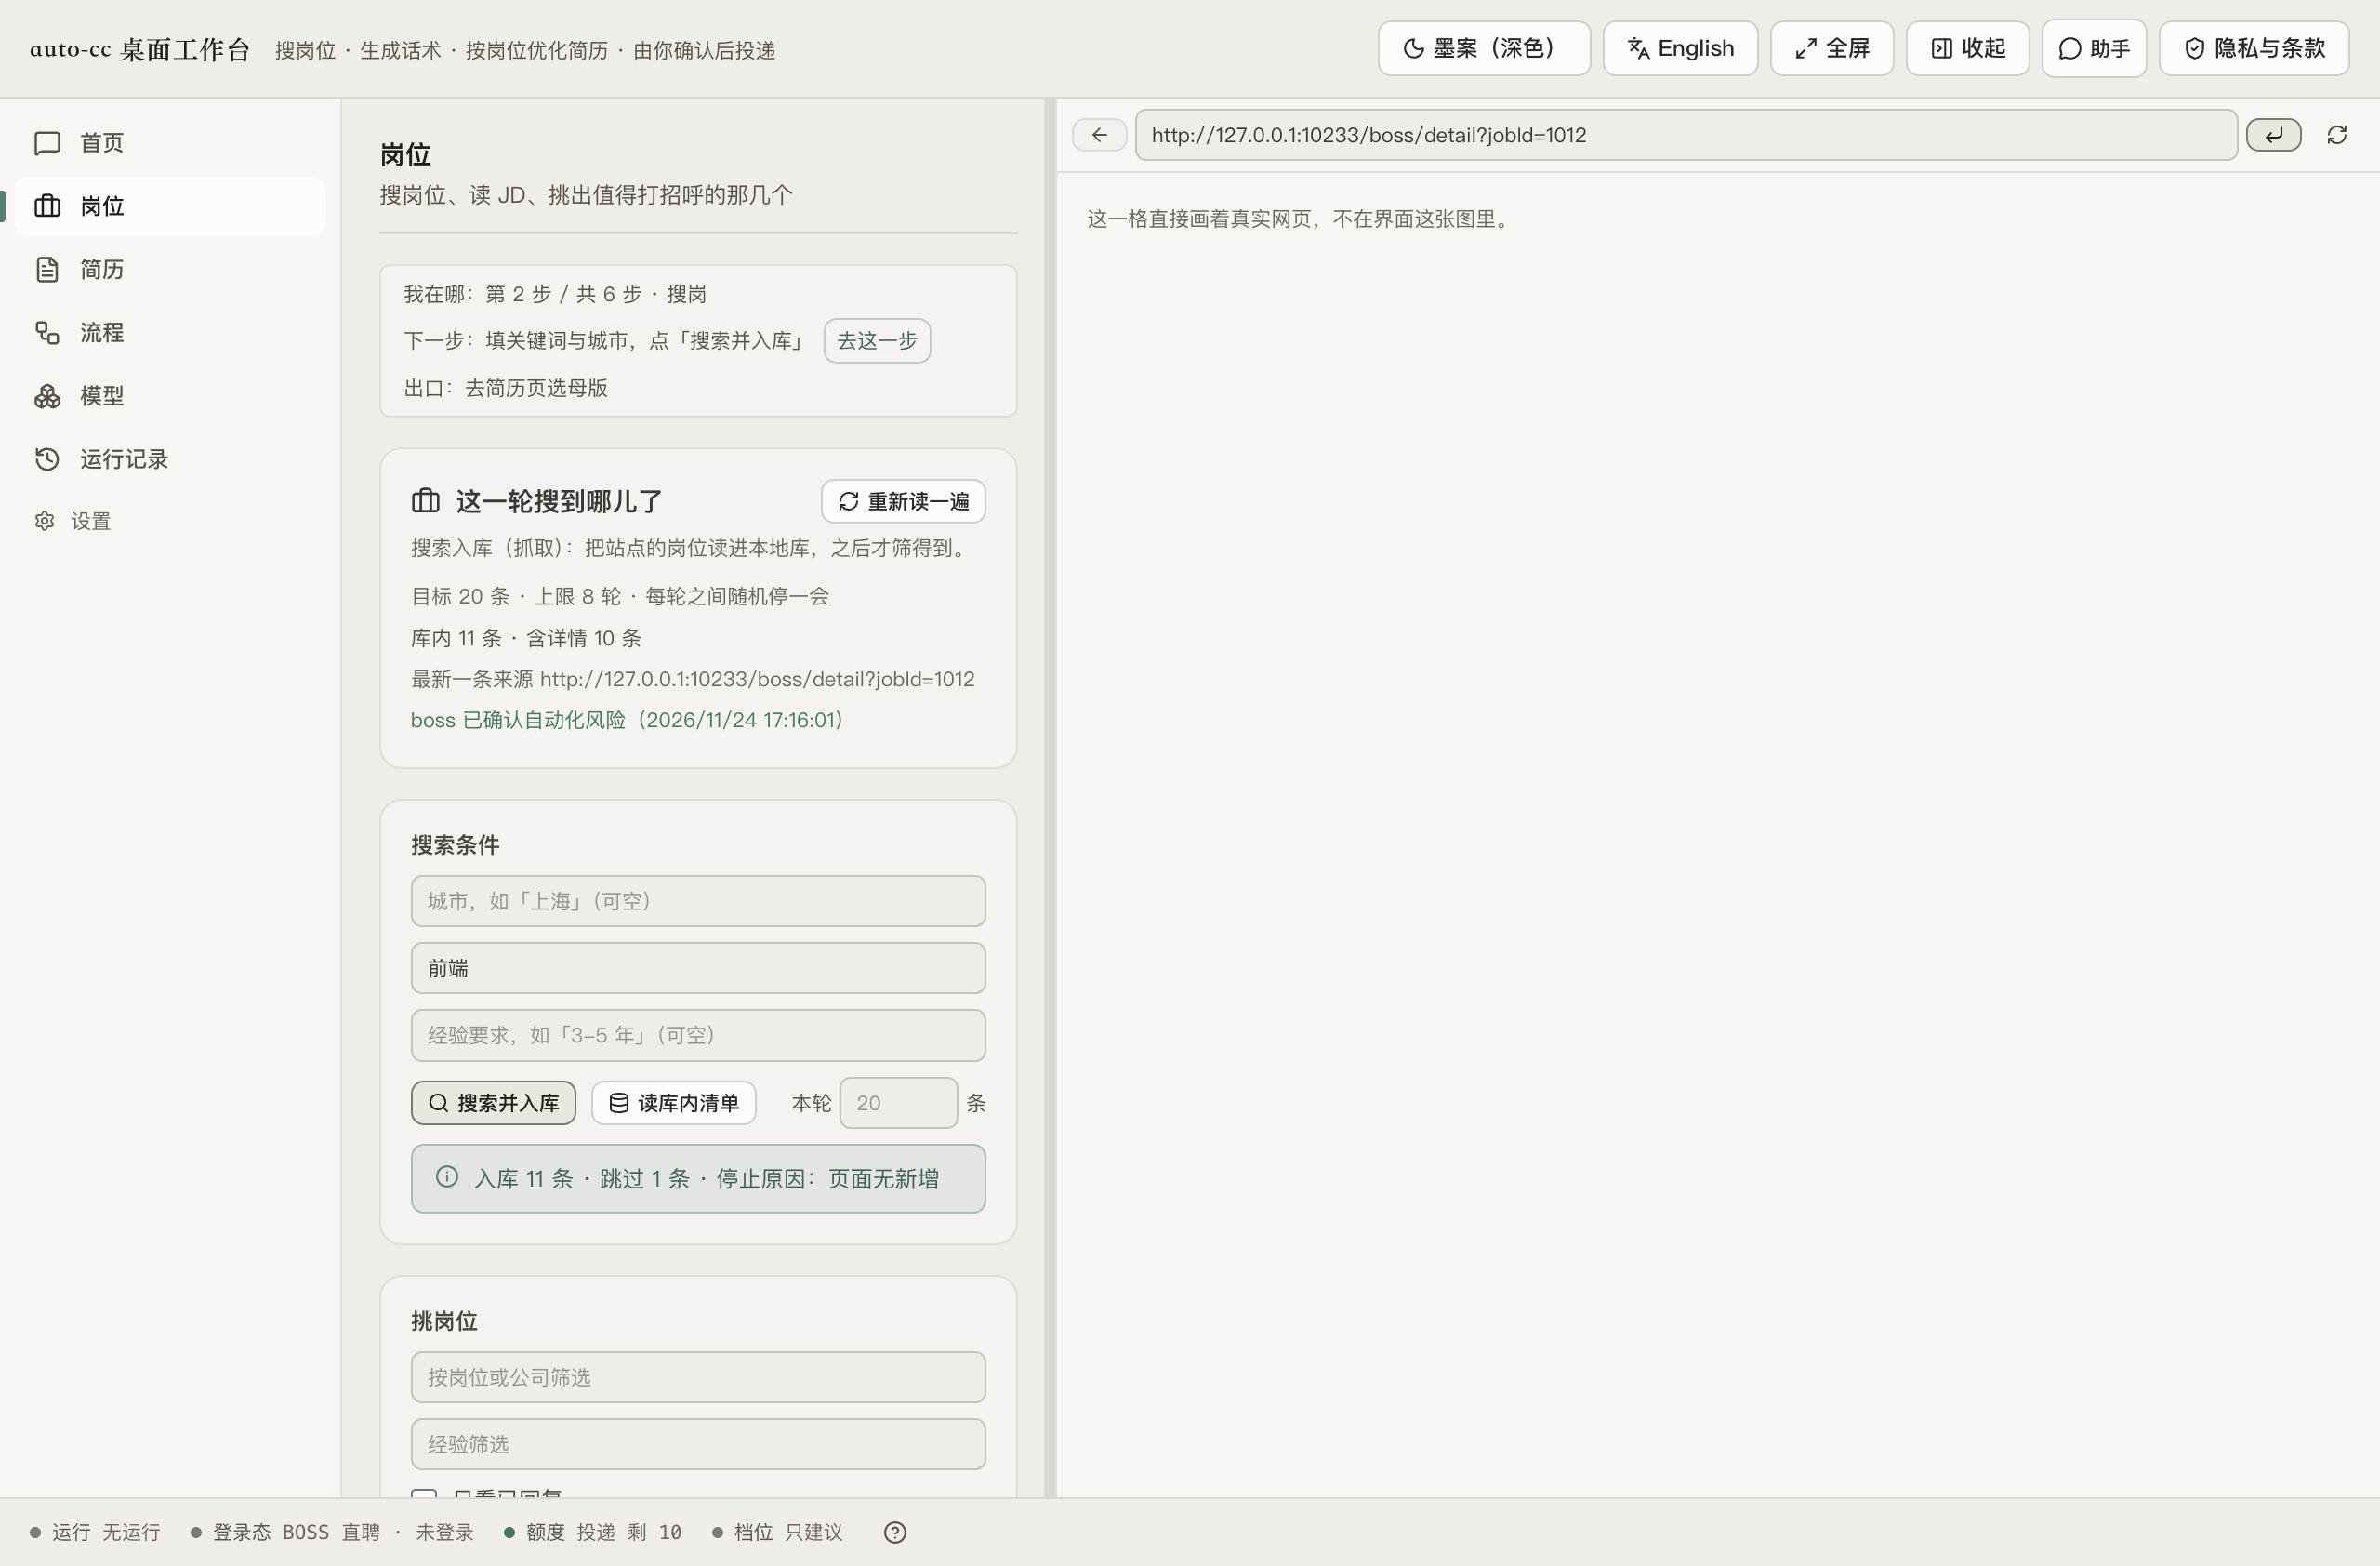 auto-cc 桌面工作台 搜岗位 · 生成话术 · 按岗位优化简历 · 由你确认后投递
墨案（深色） English 全屏 收起 助手 隐私与条款
首页
岗位
简历
流程
模型
运行记录
设置
岗位
搜岗位、读 JD、挑出值得打招呼的那几个
我在哪：第 2 步 / 共 6 步 · 搜岗
下一步：填关键词与城市，点「搜索并入库」 去这一步
出口：去简历页选母版
这一轮搜到哪儿了 重新读一遍
搜索入库（抓取）：把站点的岗位读进本地库，之后才筛得到。
目标 20 条 · 上限 8 轮 · 每轮之间随机停一会
库内 11 条 · 含详情 10 条
最新一条来源 http://127.0.0.1:10233/boss/detail?jobId=1012
boss 已确认自动化风险（2026/11/24 17:16:01）
搜索条件
城市，如「上海」（可空）
前端
经验要求，如「3–5 年」（可空）
搜索并入库 读库内清单 本轮 20 条
入库 11 条 · 跳过 1 条 · 停止原因：页面无新增
挑岗位
按岗位或公司筛选
经验筛选
只看已回复
http://127.0.0.1:10233/boss/detail?jobId=1012
这一格直接画着真实网页，不在界面这张图里。
运行 无运行 登录态 BOSS 直聘 · 未登录 额度 投递 剩 10 档位 只建议